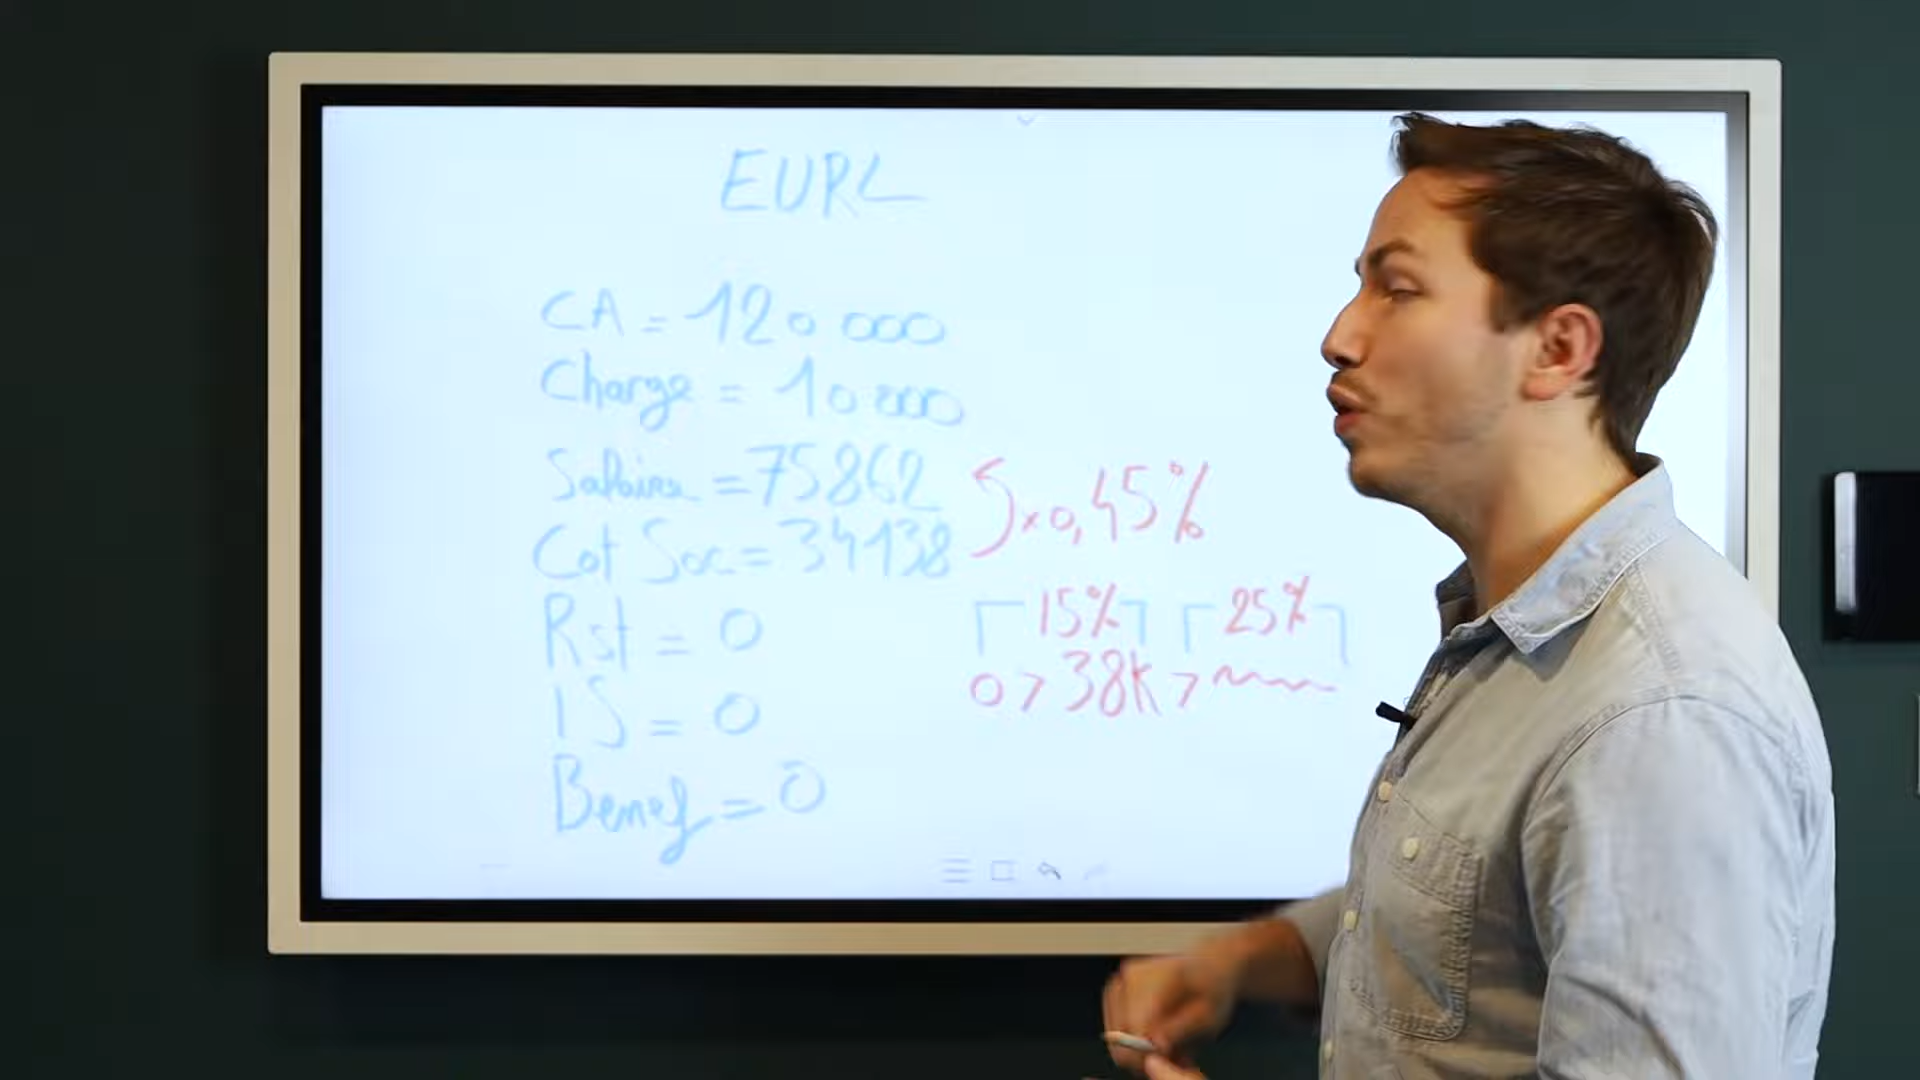 EURL
CA = 120 000
Charge = 10 000
Salaire = 75862
Cot Soc = 34138
x 0,45%
Rst = 0
15% 25%
0 > 38K >
IS = 0
Benef = 0